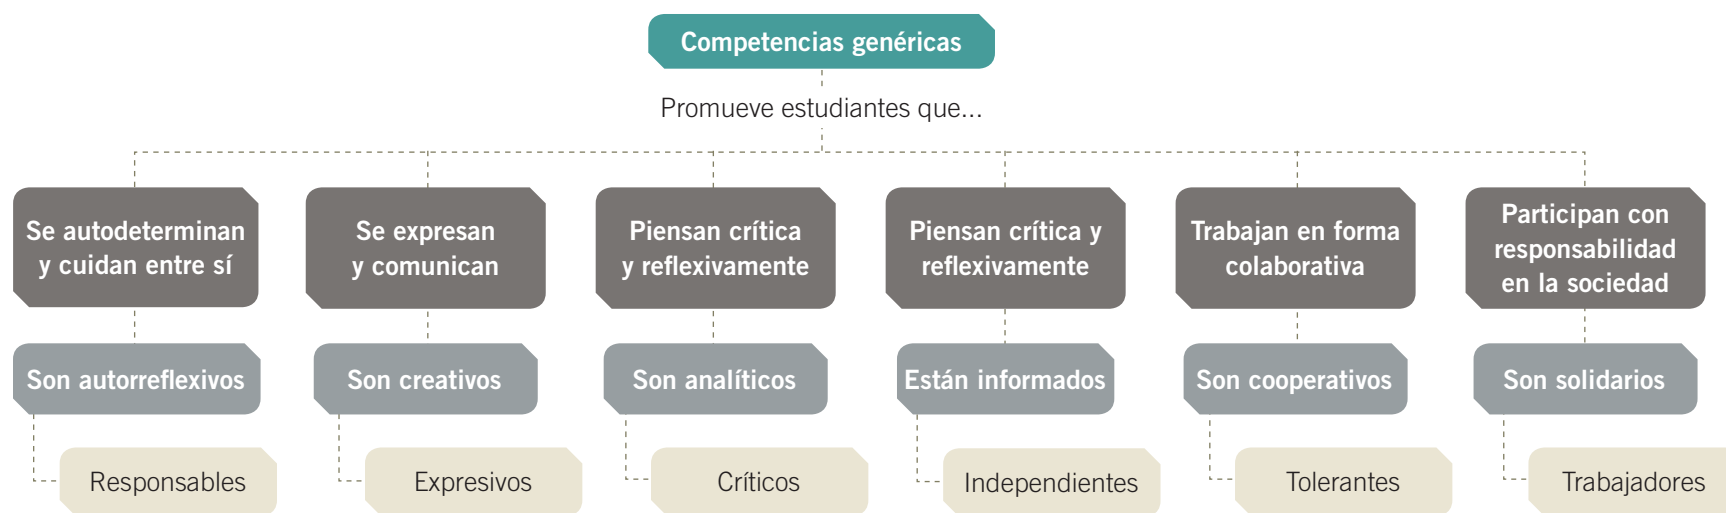 Competencias genéricas
Promueve estudiantes que...
Se autodeterminan
y cuidan entre sí
Se expresan
y comunican
Piensan crítica
y reflexivamente
Piensan crítica y
reflexivamente
Trabajan en forma
colaborativa
Participan con
responsabilidad
en la sociedad
Son autorreflexivos
Son creativos
Son analíticos
Están informados
Son cooperativos
Son solidarios
Responsables
Expresivos
Críticos
Independientes
Tolerantes
Trabajadores